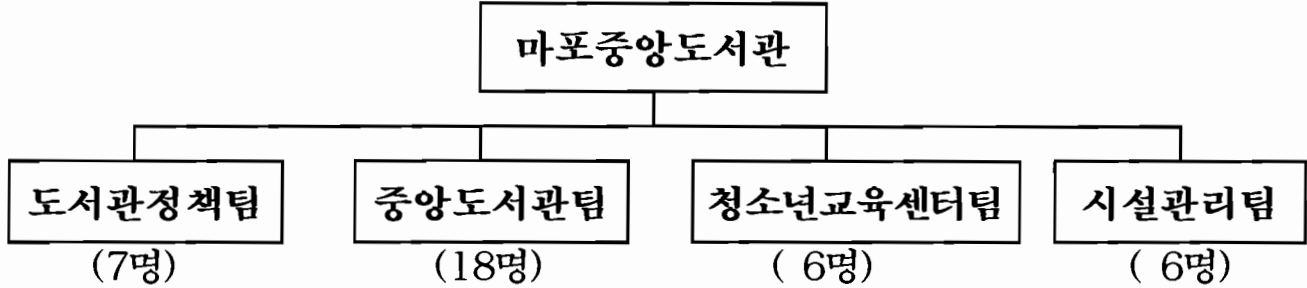 마포중앙도서관
도서관정책팀 중앙도서관팀 청소년교육센터팀 시설관리팀
(7명) (18명) ( 6명) ( 6명)